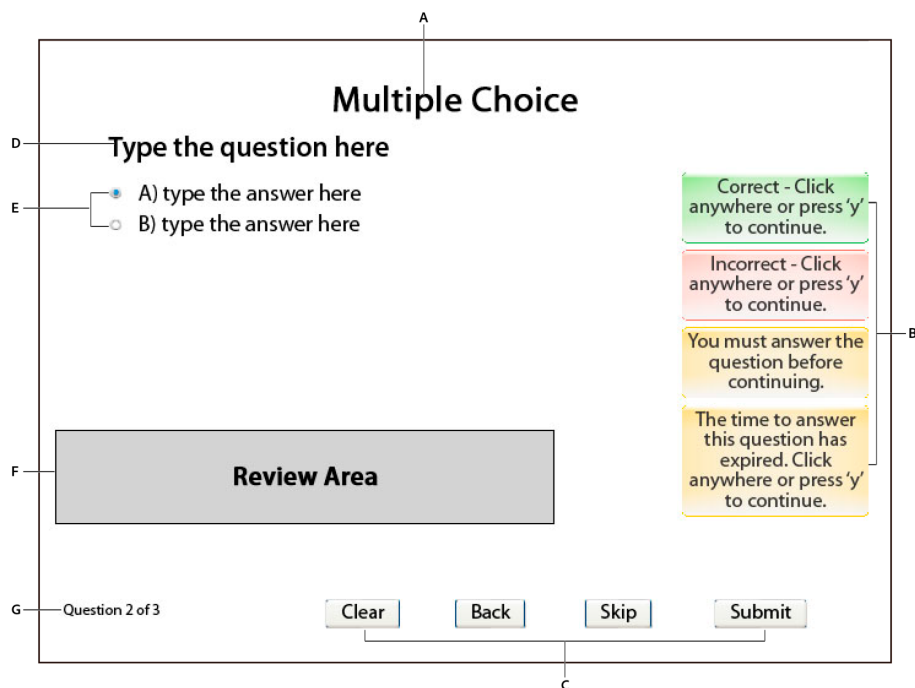 A
Multiple Choice
D
Type the question here
E
A) type the answer here
B) type the answer here
Correct - Click
anywhere or press 'y'
to continue.
Incorrect - Click
anywhere or press 'y'
to continue.
B
You must answer the
question before
continuing.
The time to answer
this question has
expired. Click
anywhere or press 'y'
to continue.
F
Review Area
G
Question 2 of 3
Clear
Back
Skip
Submit
C